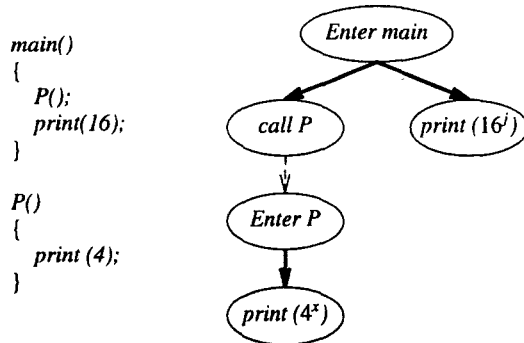 main()
{
P();
print(16);
}
P()
{
print (4);
}
Enter main
call P
print (16^j)
Enter P
print (4^x)